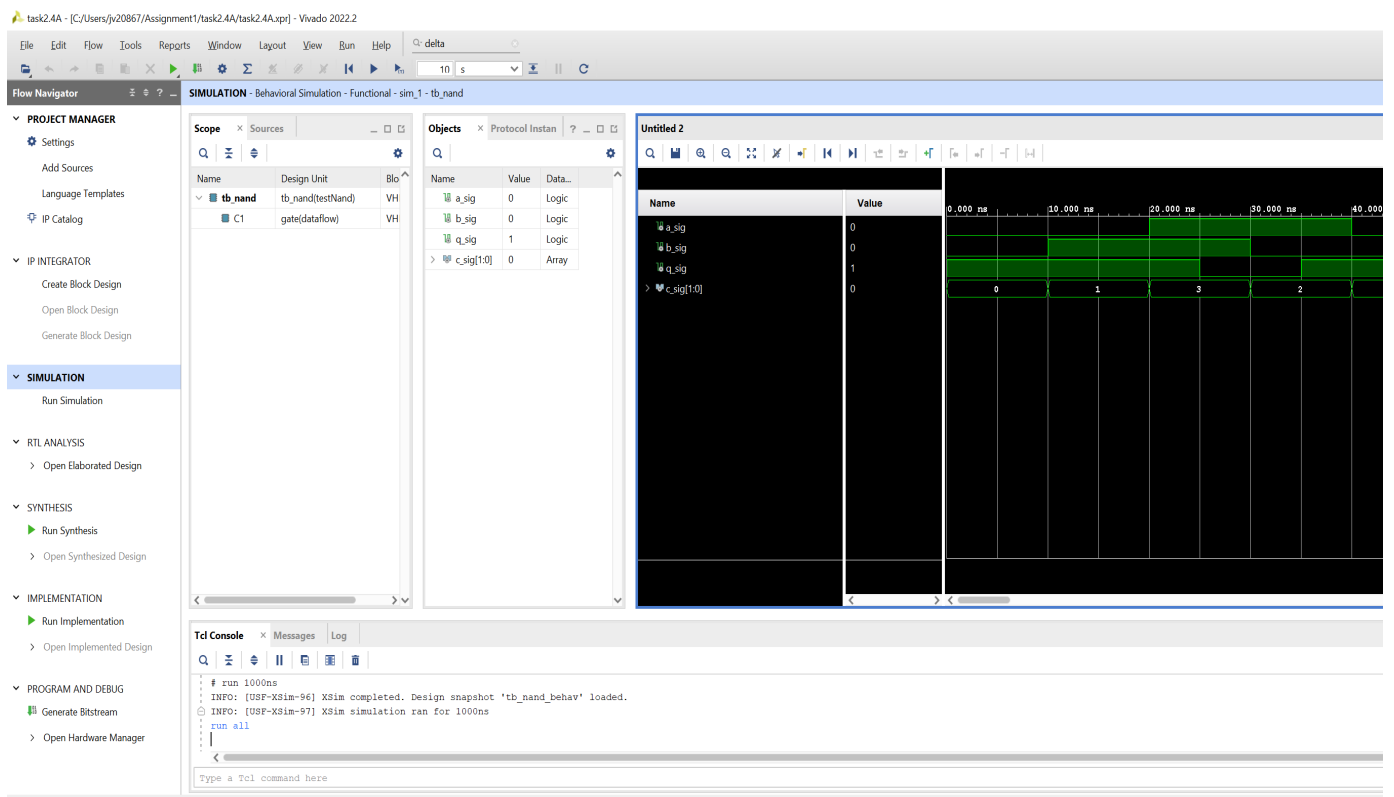 task2.4A - [C:/Users/jv20867/Assignment1/task2.4A/task2.4A.xpr] - Vivado 2022.2
File Edit Flow Tools Reports Window Layout View Run Help delta
10 s
Flow Navigator ? _
SIMULATION - Behavioral Simulation - Functional - sim_1 - tb_nand
PROJECT MANAGER
Settings
Add Sources
Language Templates
IP Catalog
IP INTEGRATOR
Create Block Design
Open Block Design
Generate Block Design
SIMULATION
Run Simulation
RTL ANALYSIS
Open Elaborated Design
SYNTHESIS
Run Synthesis
Open Synthesized Design
IMPLEMENTATION
Run Implementation
Open Implemented Design
PROGRAM AND DEBUG
Generate Bitstream
Open Hardware Manager
Scope × Sources
Name Design Unit Blo
tb_nand tb_nand(testNand) VH
C1 gate(dataflow) VH
Objects × Protocol Instan ?
Name Value Data...
a_sig 0 Logic
b_sig 0 Logic
q_sig 1 Logic
c_sig[1:0] 0 Array
Untitled 2
Name Value
0.000 ns 10.000 ns 20.000 ns 30.000 ns 40.000
a_sig 0
b_sig 0
q_sig 1
c_sig[1:0] 0 0 1 3 2
Tcl Console × Messages Log
# run 1000ns
INFO: [USF-XSim-96] XSim completed. Design snapshot 'tb_nand_behav' loaded.
INFO: [USF-XSim-97] XSim simulation ran for 1000ns
run all
Type a Tcl command here